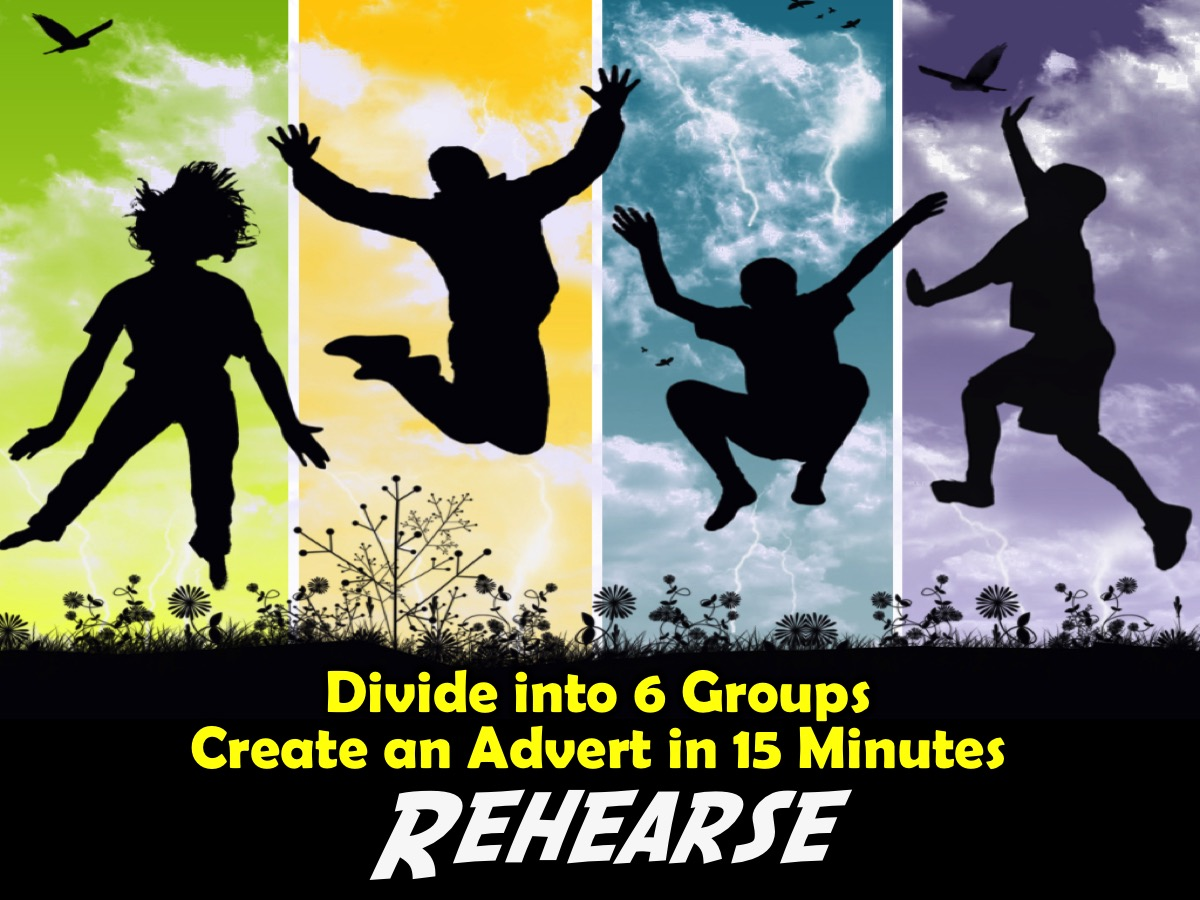 Divide into 6 Groups
Create an Advert in 15 Minutes
REHEARSE